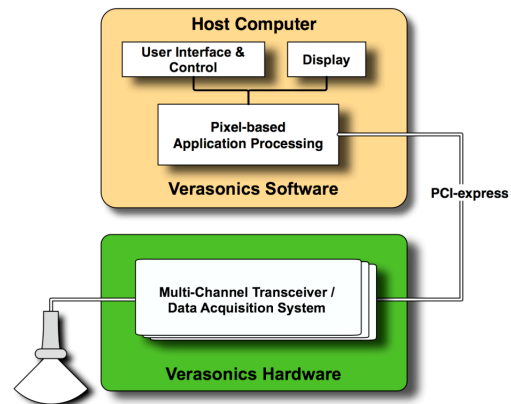 Host Computer
User Interface &
Control
Display
Pixel-based
Application Processing
Verasonics Software
PCI-express
Multi-Channel Transceiver /
Data Acquisition System
Verasonics Hardware